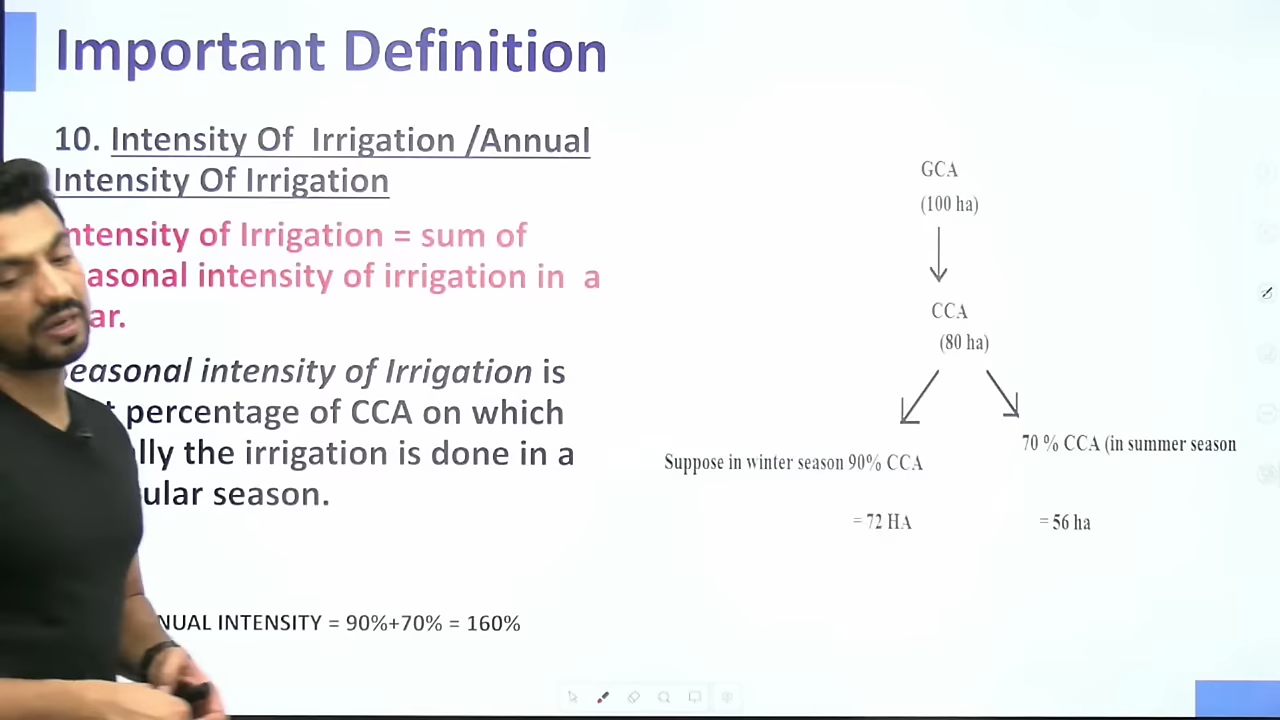 Important Definition
10. Intensity Of Irrigation /Annual
Intensity Of Irrigation
ntensity of Irrigation = sum of
asonal intensity of irrigation in a
ar.
easonal intensity of Irrigation is
percentage of CCA on which
lly the irrigation is done in a
ular season.
NUAL INTENSITY = 90%+70% = 160%
GCA
(100 ha)
CCA
(80 ha)
Suppose in winter season 90% CCA
= 72 HA
70 % CCA (in summer season
= 56 ha